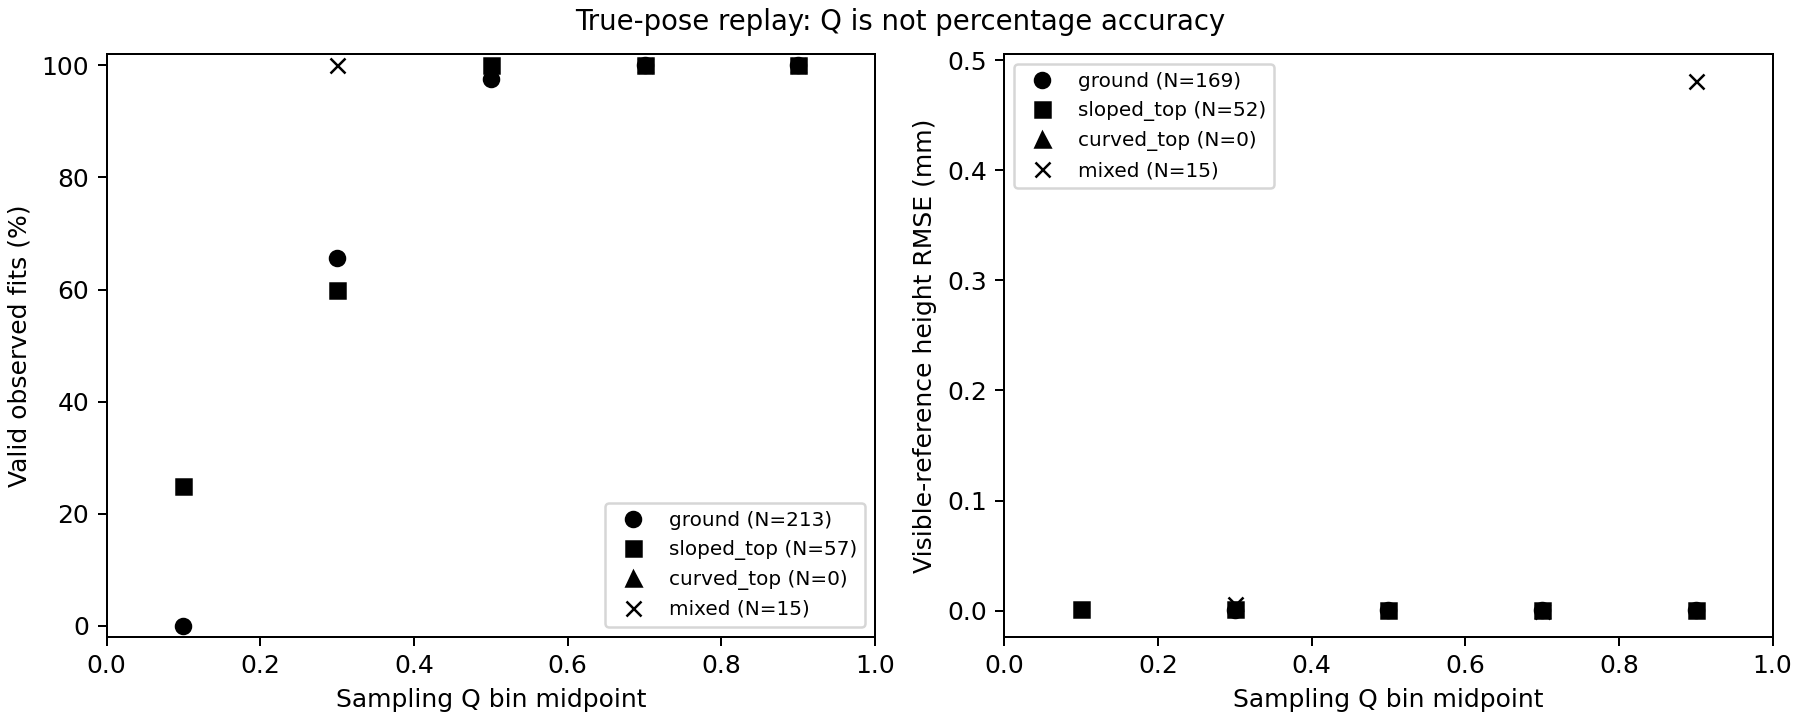 True-pose replay: Q is not percentage accuracy
Valid observed fits (%)
100
80
60
40
20
0
0.0 0.2 0.4 0.6 0.8 1.0
Sampling Q bin midpoint
ground (N=213)
sloped_top (N=57)
curved_top (N=0)
mixed (N=15)
Visible-reference height RMSE (mm)
0.5
0.4
0.3
0.2
0.1
0.0
0.0 0.2 0.4 0.6 0.8 1.0
Sampling Q bin midpoint
ground (N=169)
sloped_top (N=52)
curved_top (N=0)
mixed (N=15)